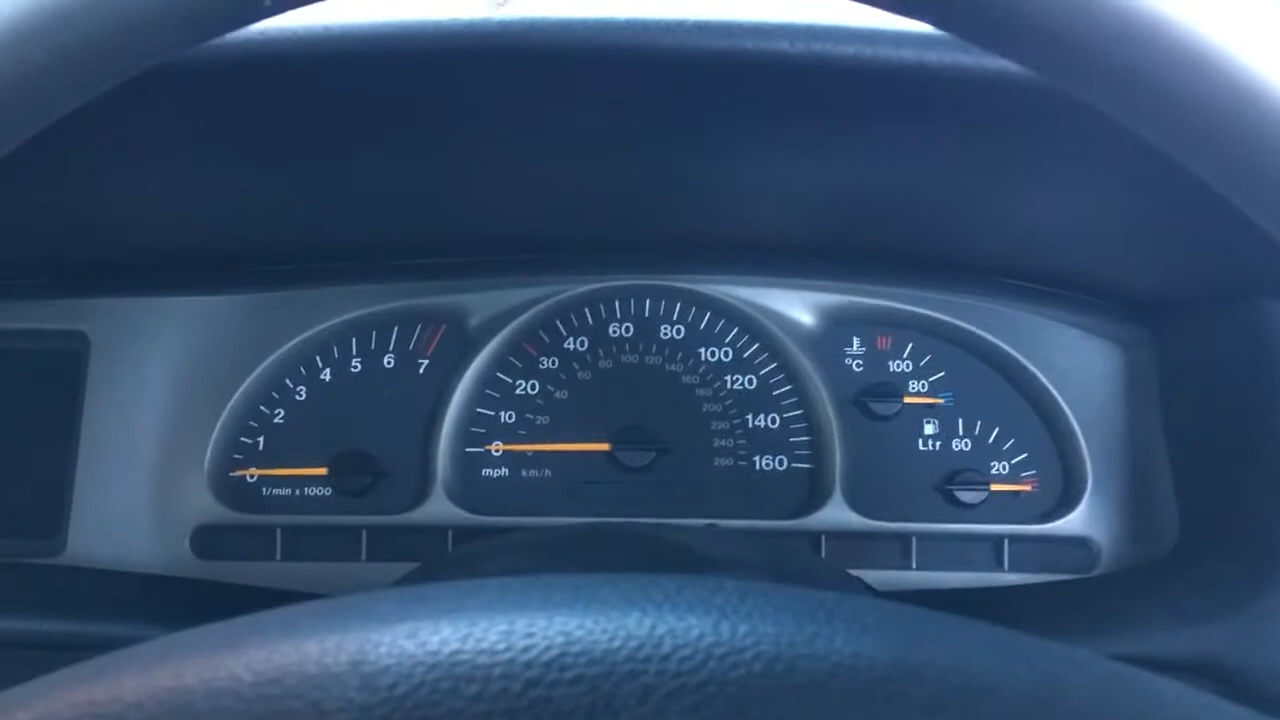 0 1 2 3 4 5 6 7
1/min x 1000
0 10 20 30 40 60 80 100 120 140 160
20 40 60 80 100 120 140 160 180 200 220 240 260
mph km/h
°C 100 80
Ltr 60 20